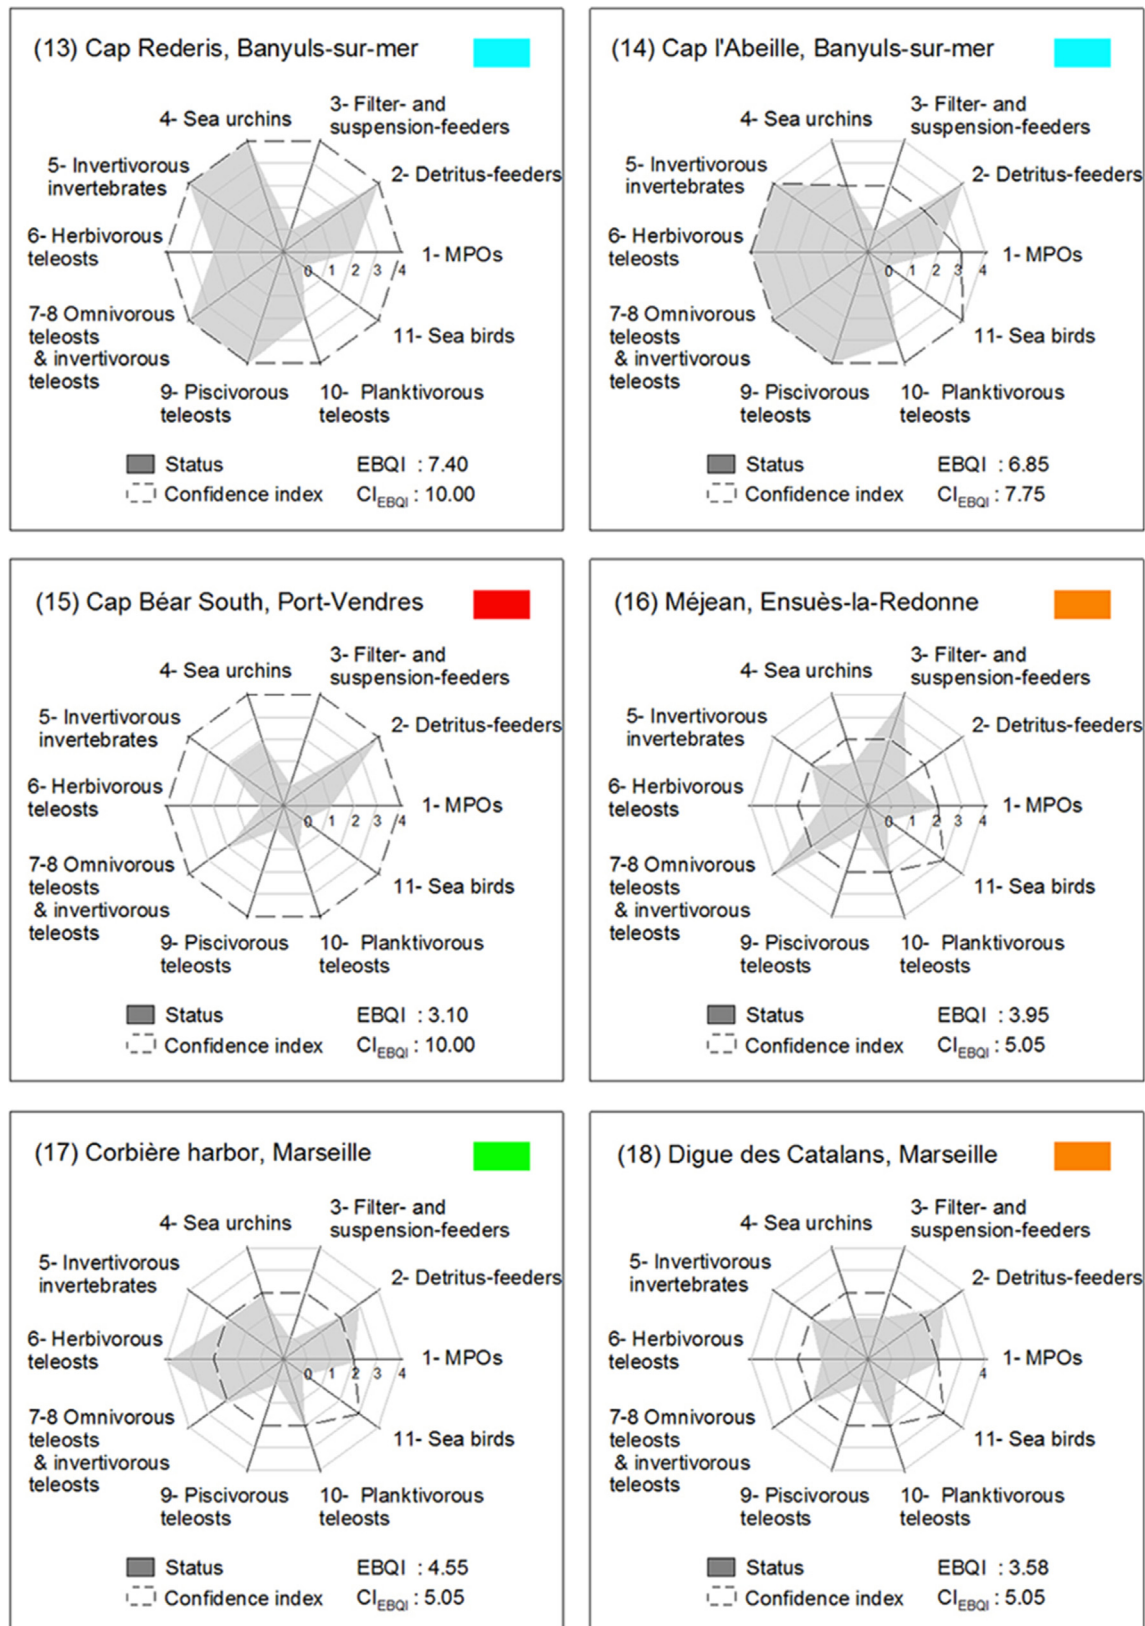 (13) Cap Rederis, Banyuls-sur-mer
4- Sea urchins
3- Filter- and
suspension-feeders
5- Invertivorous
invertebrates
2- Detritus-feeders
6- Herbivorous
teleosts
0 1 2 3 4
1- MPOs
7-8 Omnivorous
teleosts
& invertivorous
teleosts
11- Sea birds
9- Piscivorous
teleosts
10- Planktivorous
teleosts
Status
EBQI : 7.40
Confidence index
CI EBQI : 10.00
(14) Cap l'Abeille, Banyuls-sur-mer
4- Sea urchins
3- Filter- and
suspension-feeders
5- Invertivorous
invertebrates
2- Detritus-feeders
6- Herbivorous
teleosts
0 1 2 3 4
1- MPOs
7-8 Omnivorous
teleosts
& invertivorous
teleosts
11- Sea birds
9- Piscivorous
teleosts
10- Planktivorous
teleosts
Status
EBQI : 6.85
Confidence index
CI EBQI : 7.75
(15) Cap Béar South, Port-Vendres
4- Sea urchins
3- Filter- and
suspension-feeders
5- Invertivorous
invertebrates
2- Detritus-feeders
6- Herbivorous
teleosts
0 1 2 3 4
1- MPOs
7-8 Omnivorous
teleosts
& invertivorous
teleosts
11- Sea birds
9- Piscivorous
teleosts
10- Planktivorous
teleosts
Status
EBQI : 3.10
Confidence index
CI EBQI : 10.00
(16) Méjean, Ensuès-la-Redonne
4- Sea urchins
3- Filter- and
suspension-feeders
5- Invertivorous
invertebrates
2- Detritus-feeders
6- Herbivorous
teleosts
0 1 2 3 4
1- MPOs
7-8 Omnivorous
teleosts
& invertivorous
teleosts
11- Sea birds
9- Piscivorous
teleosts
10- Planktivorous
teleosts
Status
EBQI : 3.95
Confidence index
CI EBQI : 5.05
(17) Corbière harbor, Marseille
4- Sea urchins
3- Filter- and
suspension-feeders
5- Invertivorous
invertebrates
2- Detritus-feeders
6- Herbivorous
teleosts
0 1 2 3 4
1- MPOs
7-8 Omnivorous
teleosts
& invertivorous
teleosts
11- Sea birds
9- Piscivorous
teleosts
10- Planktivorous
teleosts
Status
EBQI : 4.55
Confidence index
CI EBQI : 5.05
(18) Digue des Catalans, Marseille
4- Sea urchins
3- Filter- and
suspension-feeders
5- Invertivorous
invertebrates
2- Detritus-feeders
6- Herbivorous
teleosts
4
1- MPOs
7-8 Omnivorous
teleosts
& invertivorous
teleosts
11- Sea birds
9- Piscivorous
teleosts
10- Planktivorous
teleosts
Status
EBQI : 3.58
Confidence index
CI EBQI : 5.05